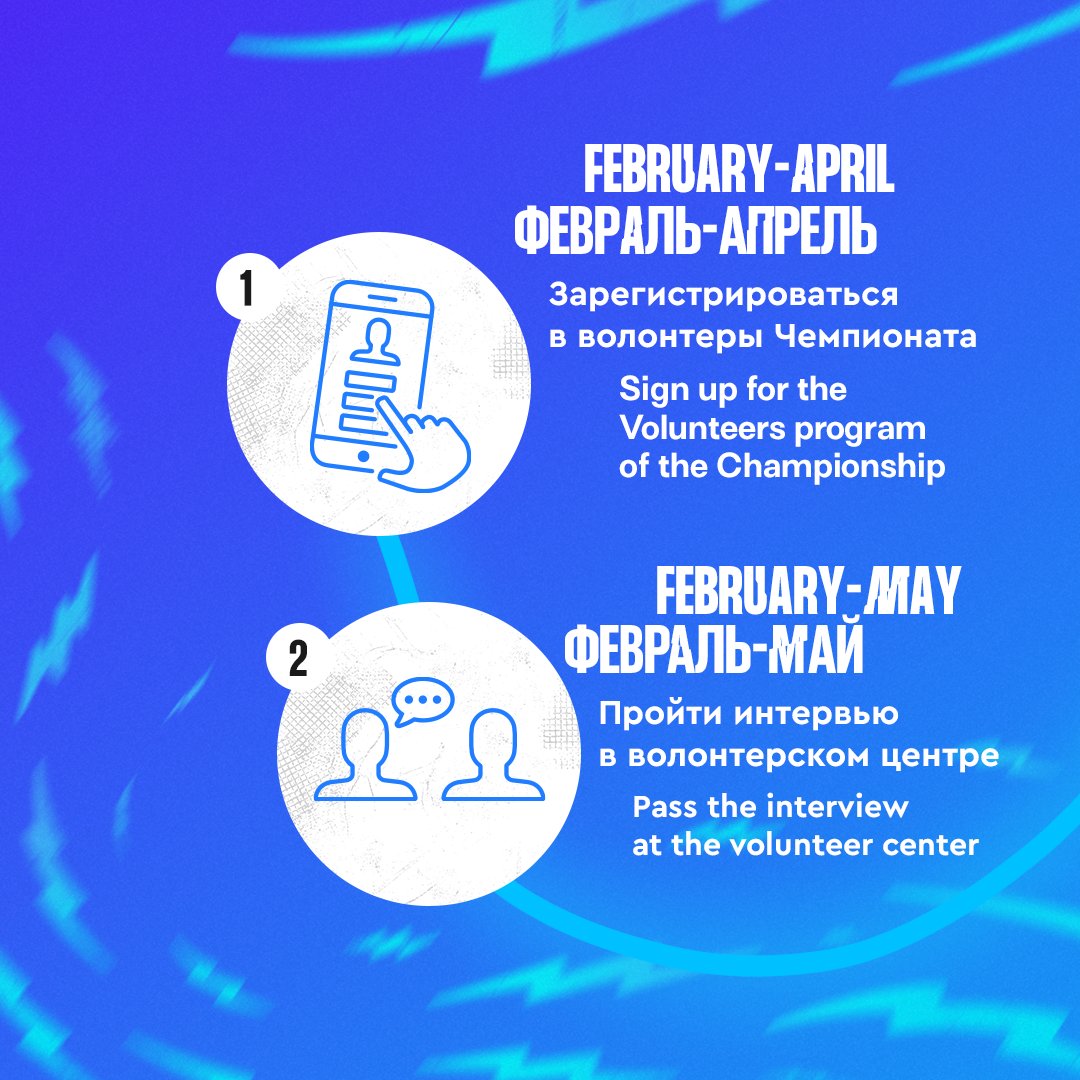 FEBRUARY-APRIL
ФЕВРАЛЬ-АПРЕЛЬ
1
Зарегистрироваться
в волонтеры Чемпионата
Sign up for the
Volunteers program
of the Championship
FEBRUARY-MAY
ФЕВРАЛЬ-МАЙ
2
Пройти интервью
в волонтерском центре
Pass the interview
at the volunteer center